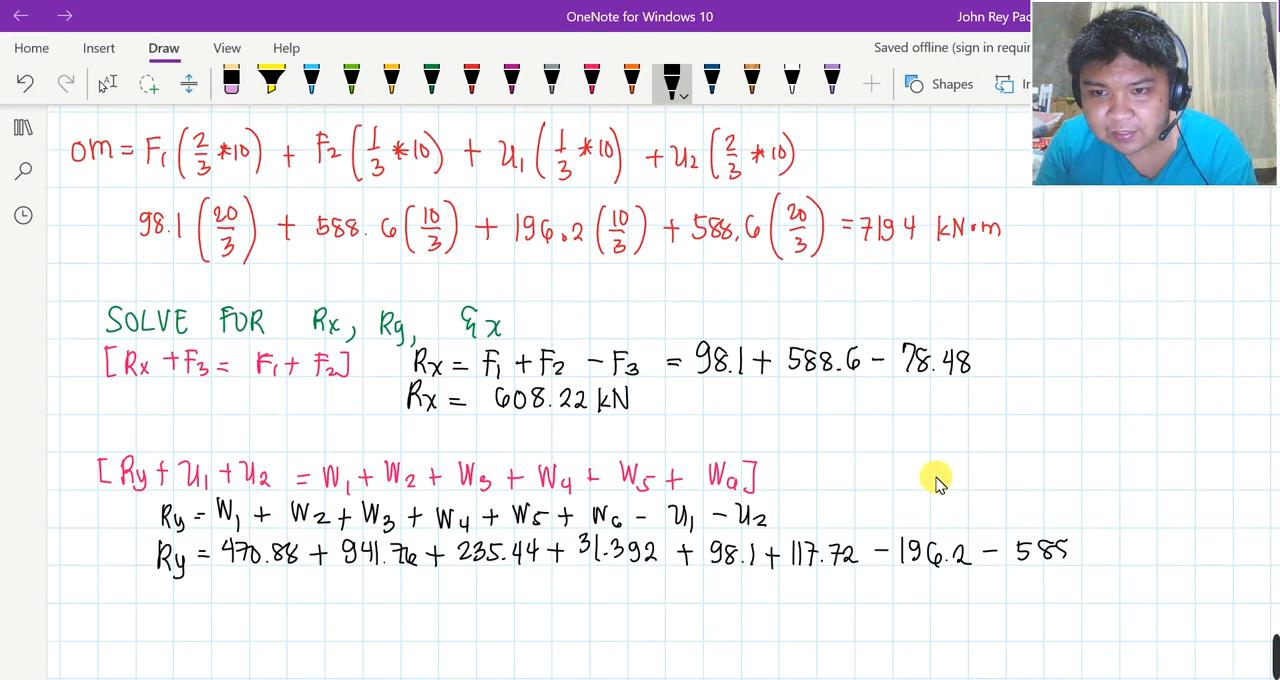 OneNote for Windows 10
John Rey Pac
Home Insert Draw View Help
Saved offline (sign in requir
Shapes In
OM = F1 (2/3 *10) + F2 (1/3 *10) + U1 (1/3 *10) + U2 (2/3 *10)
98.1 (20/3) + 588.6 (10/3) + 196.2 (10/3) + 588.6 (20/3) = 7194 kN·m
SOLVE FOR Rx, Ry, & x
[Rx + F3 = F1 + F2] Rx = F1 + F2 - F3 = 98.1 + 588.6 - 78.48
Rx = 608.22 kN
[Ry + U1 + U2 = W1 + W2 + W3 + W4 + W5 + Wa]
Ry = W1 + W2 + W3 + W4 + W5 + W6 - U1 - U2
Ry = 470.88 + 941.76 + 235.44 + 31.392 + 98.1 + 117.72 - 196.2 - 588